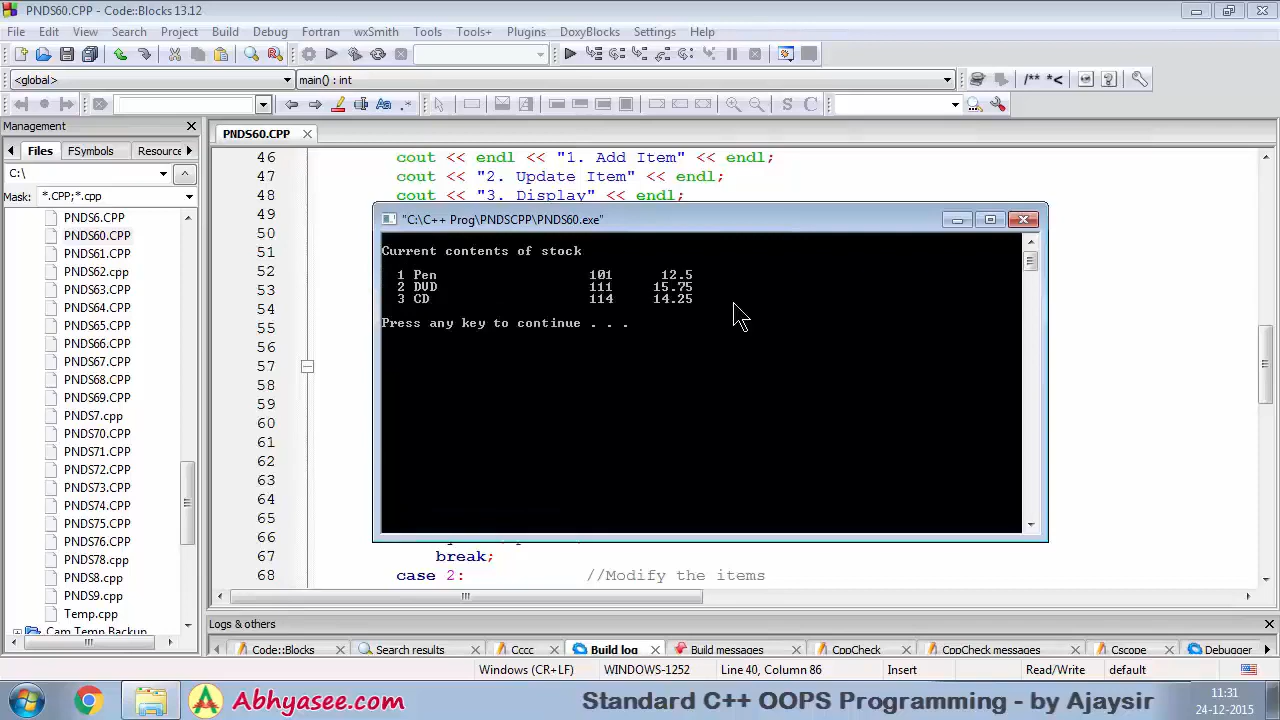 PNDS60.CPP - Code::Blocks 13.12
File Edit View Search Project Build Debug Fortran wxSmith Tools Tools+ Plugins DoxyBlocks Settings Help
<global> main() : int /** *<
Management
PNDS60.CPP
Files FSymbols Resource
C:\
Mask: *.CPP;*.cpp
PNDS6.CPP
PNDS60.CPP
PNDS61.CPP
PNDS62.cpp
PNDS63.CPP
PNDS64.CPP
PNDS65.CPP
PNDS66.CPP
PNDS67.CPP
PNDS68.CPP
PNDS69.CPP
PNDS7.cpp
PNDS70.CPP
PNDS71.CPP
PNDS72.CPP
PNDS73.CPP
PNDS74.CPP
PNDS75.CPP
PNDS76.CPP
PNDS78.cpp
PNDS8.cpp
PNDS9.cpp
Temp.cpp
Cam Temp Backup
46 cout << endl << "1. Add Item" << endl;
47 cout << "2. Update Item" << endl;
48 cout << "3. Display" << endl;
49
50
51
52
53
54
55
56
57
58
59
60
61
62
63
64
65
66
67 break;
68 case 2: //Modify the items
"C:\C++ Prog\PNDSCPP\PNDS60.exe"
Current contents of stock
1 Pen 101 12.5
2 DVD 111 15.75
3 CD 114 14.25
Press any key to continue . . .
Logs & others
Code::Blocks Search results Cccc Build log Build messages CppCheck CppCheck messages Cscope Debugger
Windows (CR+LF) WINDOWS-1252 Line 40, Column 86 Insert Read/Write default
Abhyasee.com Standard C++ OOPS Programming - by Ajaysir
11:31
24-12-2015